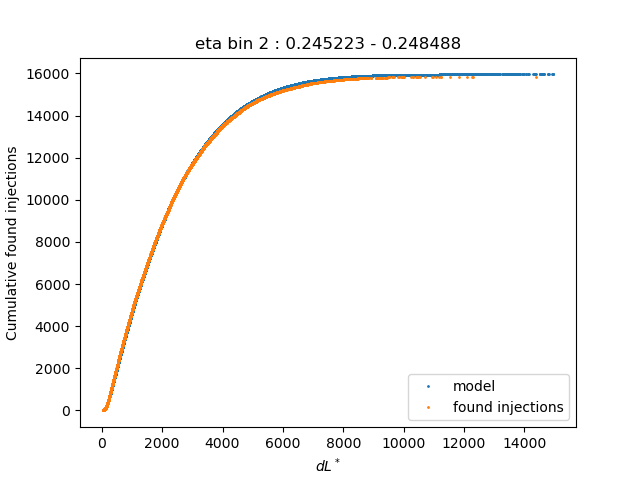 eta bin 2 : 0.245223 - 0.248488
16000
14000
12000
10000
8000
6000
4000
2000
0
Cumulative found injections
model
found injections
0 2000 4000 6000 8000 10000 12000 14000
dL*